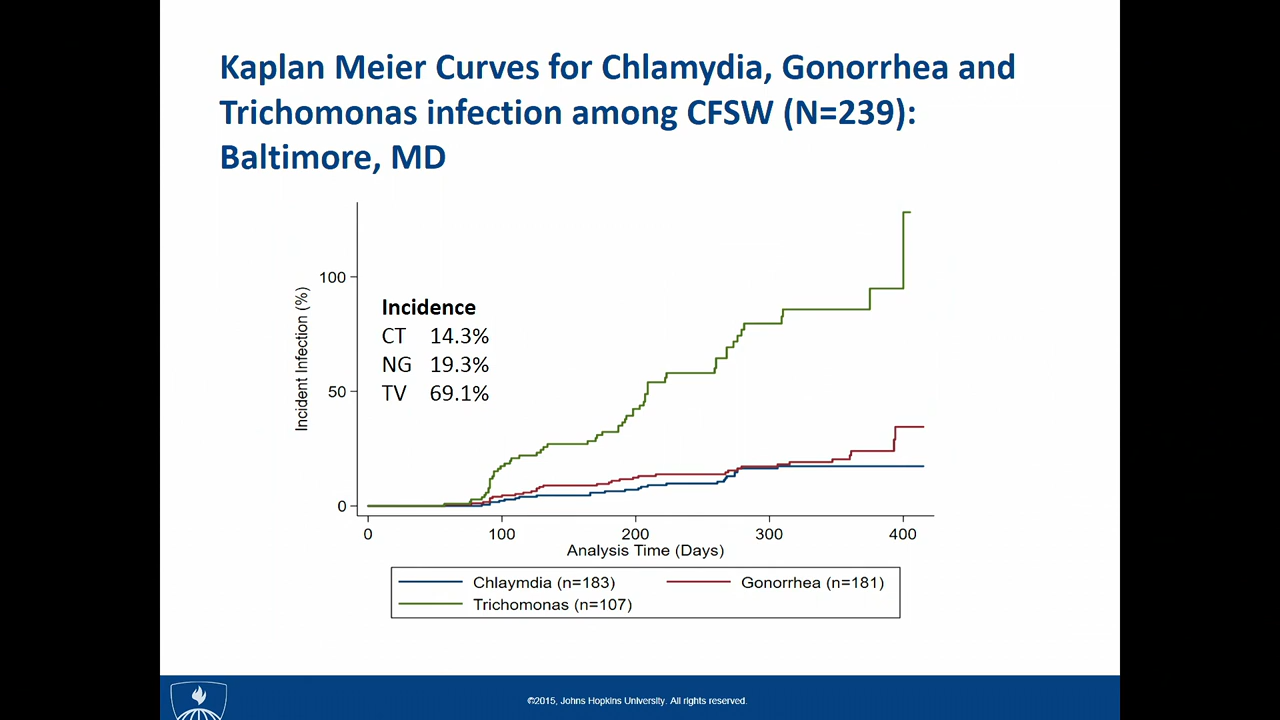 Kaplan Meier Curves for Chlamydia, Gonorrhea and
Trichomonas infection among CFSW (N=239):
Baltimore, MD
Incident Infection (%)
100
50
0
Incidence
CT 14.3%
NG 19.3%
TV 69.1%
0 100 200 300 400
Analysis Time (Days)
Chlaymdia (n=183) Gonorrhea (n=181)
Trichomonas (n=107)
©2015, Johns Hopkins University. All rights reserved.